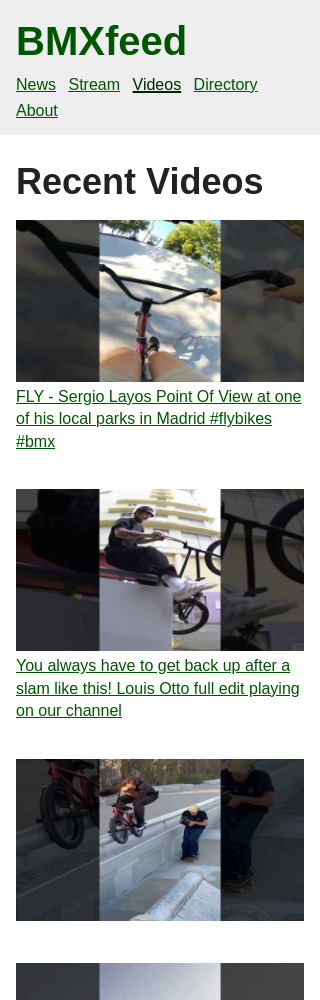 BMXfeed
News Stream Videos Directory
About
Recent Videos
FLY - Sergio Layos Point Of View at one
of his local parks in Madrid #flybikes
#bmx
You always have to get back up after a
slam like this! Louis Otto full edit playing
on our channel